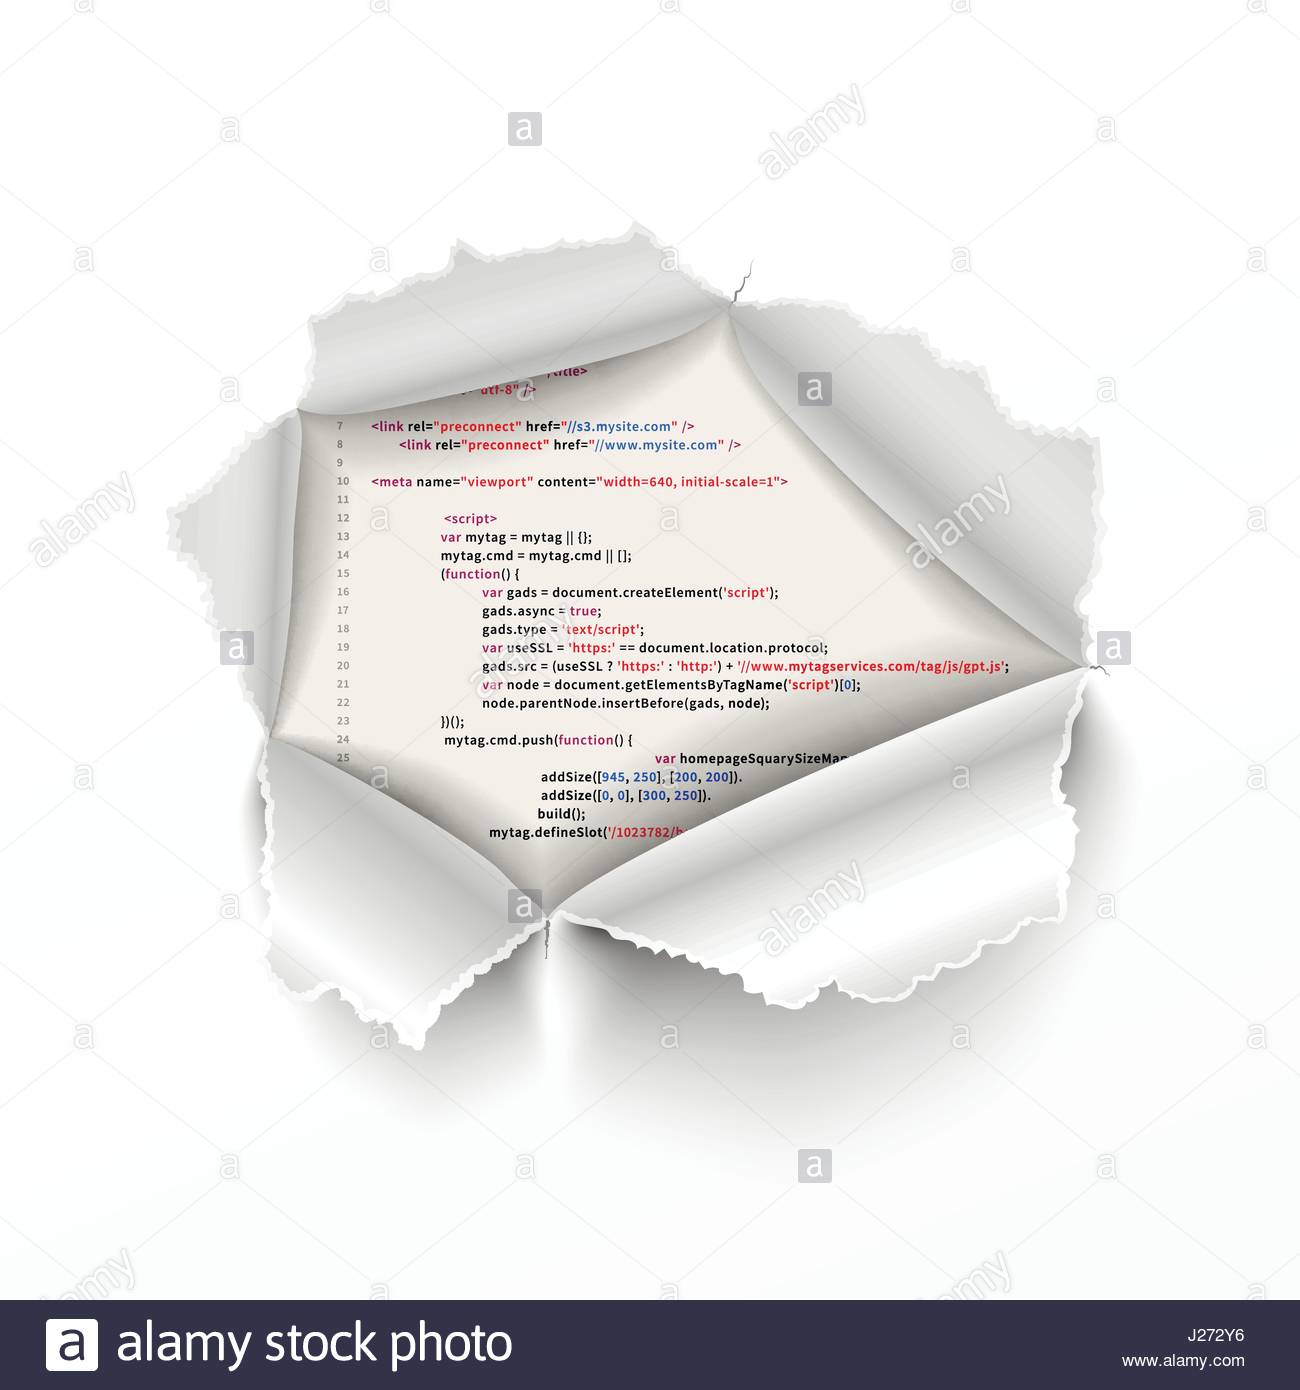 /title>
"utf-8" />
7 <link rel="preconnect" href="//s3.mysite.com" />
8 <link rel="preconnect" href="//www.mysite.com" />
9
10 <meta name="viewport" content="width=640, initial-scale=1">
11
12 <script>
13 var mytag = mytag || {};
14 mytag.cmd = mytag.cmd || [];
15 (function() {
16 var gads = document.createElement('script');
17 gads.async = true;
18 gads.type = 'text/script';
19 var useSSL = 'https:' == document.location.protocol;
20 gads.src = (useSSL ? 'https:' : 'http:') + '//www.mytagservices.com/tag/js/gpt.js';
21 var node = document.getElementsByTagName('script')[0];
22 node.parentNode.insertBefore(gads, node);
23 })();
24 mytag.cmd.push(function() {
25 var homepageSquarySizeMap
addSize([945, 250], [200, 200]).
addSize([0, 0], [300, 250]).
build();
mytag.defineSlot('/1023782/
a alamy stock photo
J272Y6
www.alamy.com